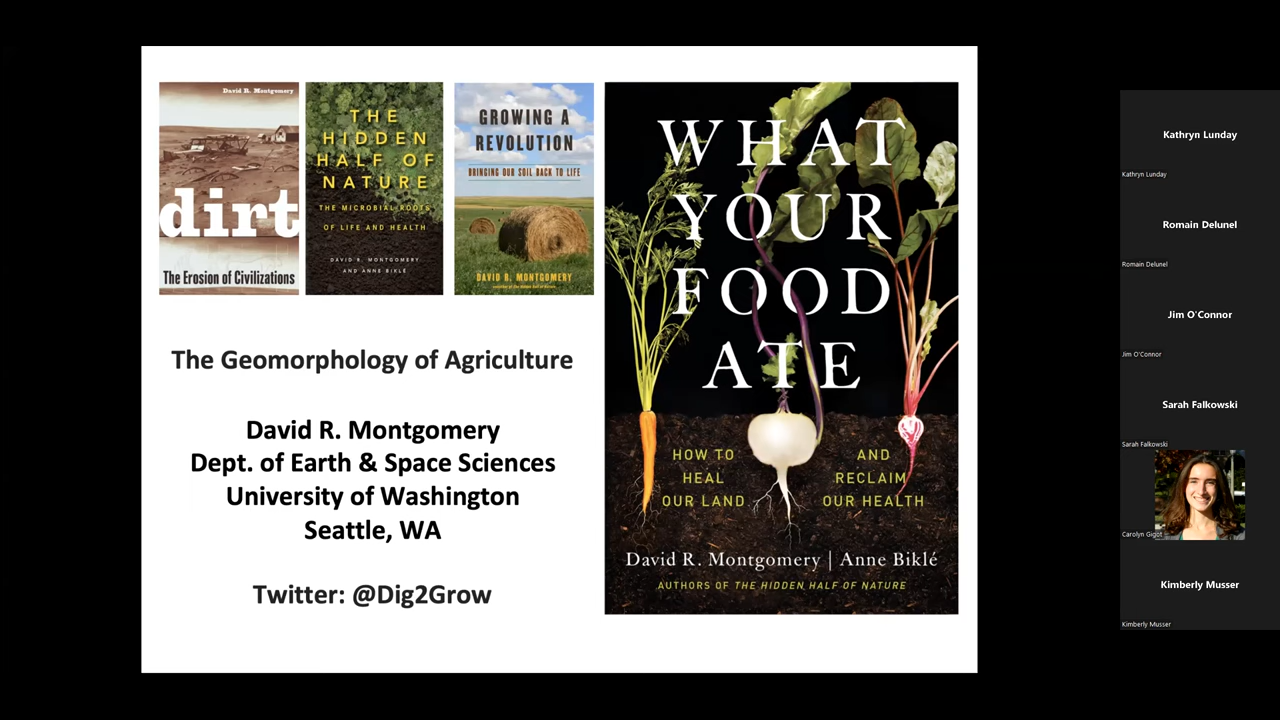 David R. Montgomery
dirt
The Erosion of Civilizations
THE
HIDDEN
HALF OF
NATURE
THE MICROBIAL ROOTS
OF LIFE AND HEALTH
DAVID R. MONTGOMERY
AND ANNE BIKLÉ
GROWING A
REVOLUTION
BRINGING OUR SOIL BACK TO LIFE
DAVID R. MONTGOMERY
WHAT
YOUR
FOOD
ATE
HOW TO
HEAL
OUR LAND
AND
RECLAIM
OUR HEALTH
David R. Montgomery | Anne Biklé
AUTHORS OF THE HIDDEN HALF OF NATURE
The Geomorphology of Agriculture
David R. Montgomery
Dept. of Earth & Space Sciences
University of Washington
Seattle, WA
Twitter: @Dig2Grow
Kathryn Lunday
Kathryn Lunday
Romain Delunel
Romain Delunel
Jim O'Connor
Jim O'Connor
Sarah Falkowski
Sarah Falkowski
Carolyn Gigot
Kimberly Musser
Kimberly Musser